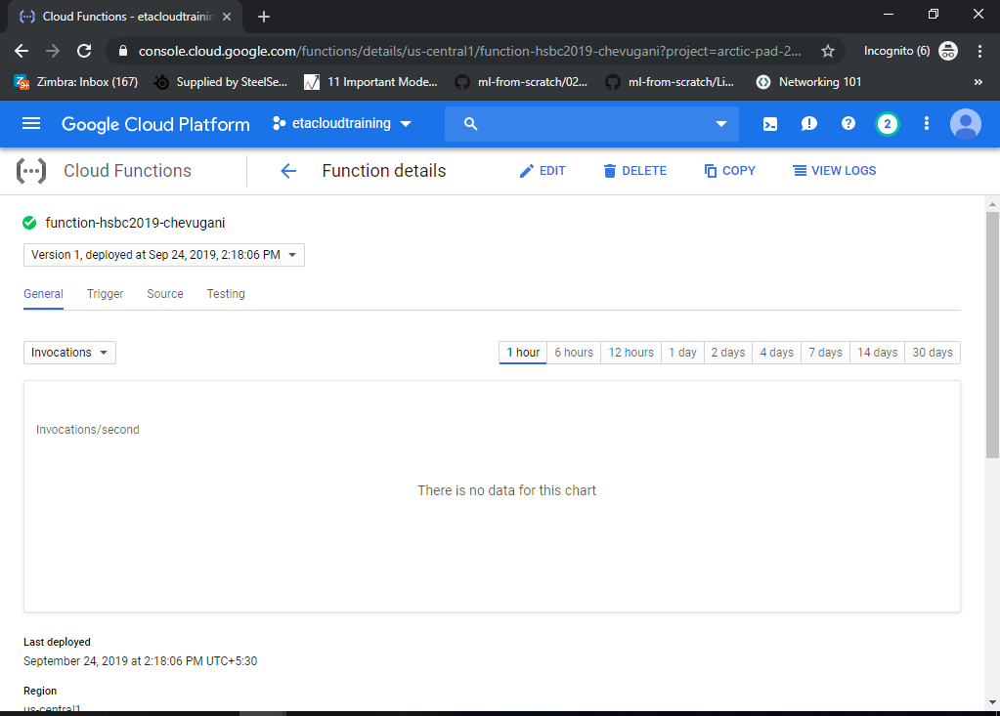 Cloud Functions - etacloudtrainin
console.cloud.google.com/functions/details/us-central1/function-hsbc2019-chevugani?project=arctic-pad-2... Incognito (6)
Zimbra: Inbox (167) Supplied by SteelSe... 11 Important Mode... ml-from-scratch/02... ml-from-scratch/Li... Networking 101 »
Google Cloud Platform etacloudtraining 2
Cloud Functions Function details EDIT DELETE COPY VIEW LOGS
function-hsbc2019-chevugani
Version 1, deployed at Sep 24, 2019, 2:18:06 PM
General Trigger Source Testing
Invocations 1 hour 6 hours 12 hours 1 day 2 days 4 days 7 days 14 days 30 days
Invocations/second
There is no data for this chart
Last deployed
September 24, 2019 at 2:18:06 PM UTC+5:30
Region
us-central1